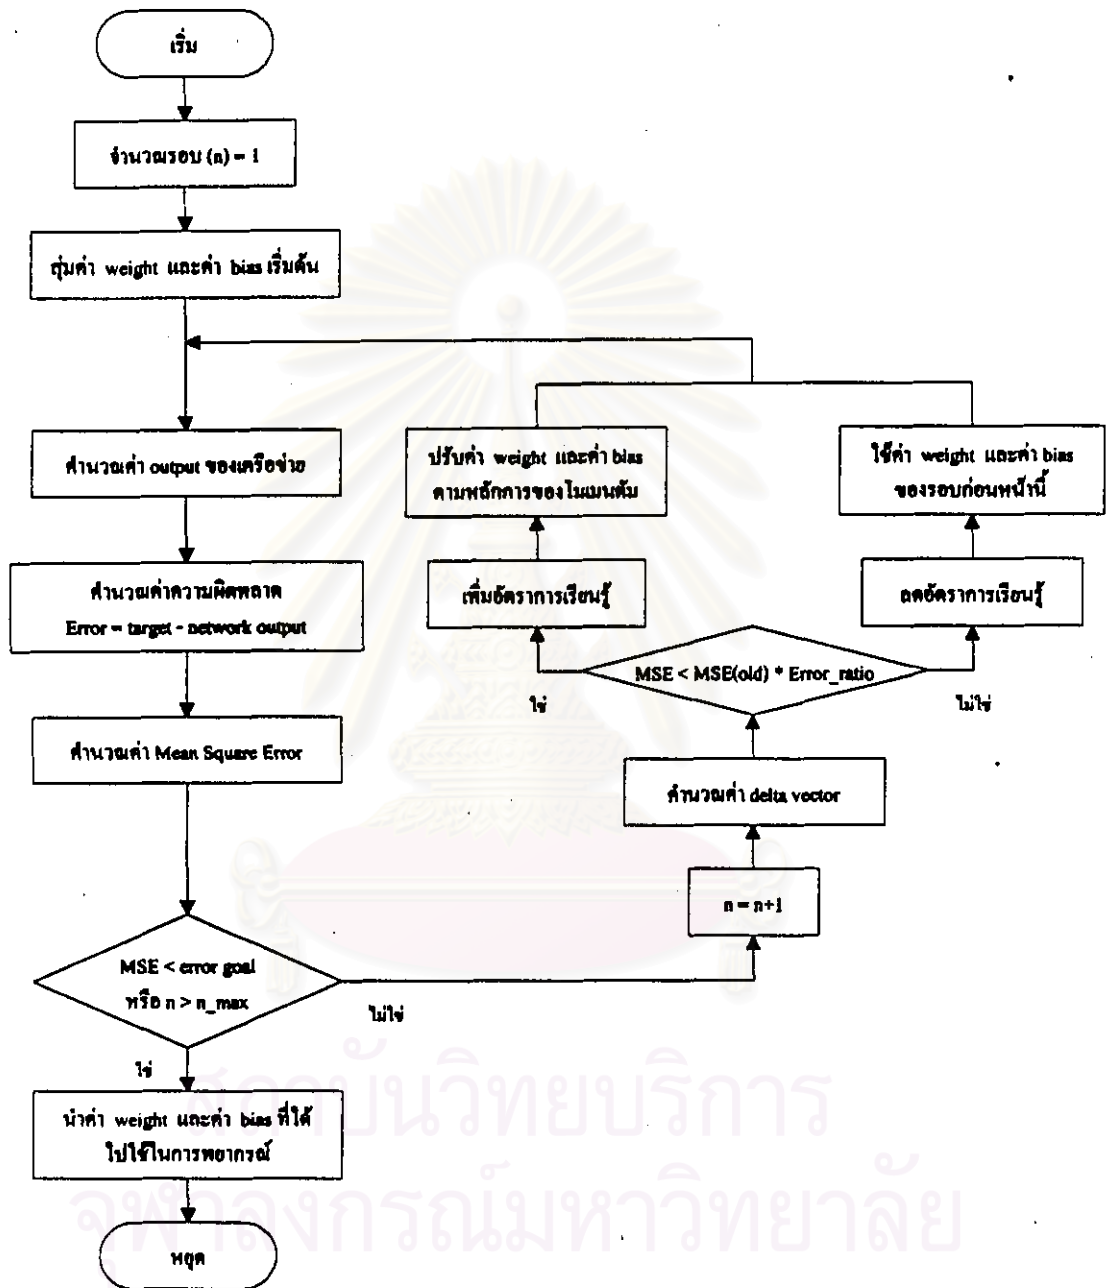 เริ่ม
จำนวนรอบ (n) = 1
สุ่มค่า weight และค่า bias เริ่มต้น
คำนวณค่า output ของเครือข่าย
คำนวณค่าความผิดพลาด
Error = target - network output
คำนวณค่า Mean Square Error
MSE < error goal
หรือ n > n_max
ไม่ใช่
ใช่
นำค่า weight และค่า bias ที่ได้
ไปใช้ในการพยากรณ์
หยุด
n = n+1
คำนวณค่า delta vector
MSE < MSE(old) * Error_ratio
ใช่
ไม่ใช่
เพิ่มอัตราการเรียนรู้
ลดอัตราการเรียนรู้
ปรับค่า weight และค่า bias
ตามหลักการของโมเมนตัม
ใช้ค่า weight และค่า bias
ของรอบก่อนหน้านี้
สถาบันวิทยบริการ
จุฬาลงกรณ์มหาวิทยาลัย